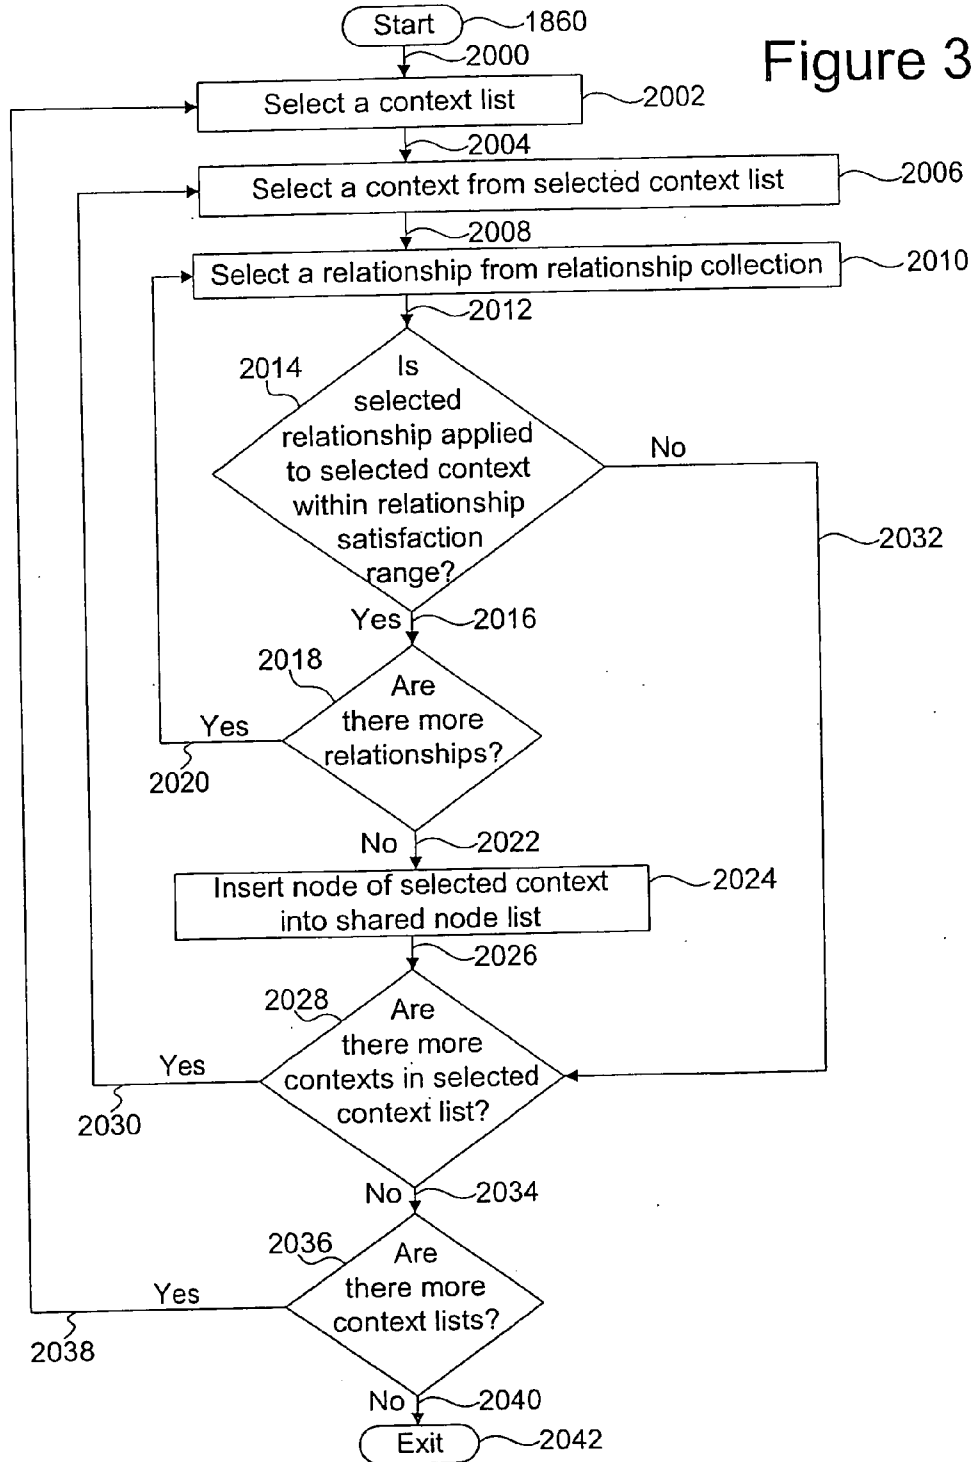 Start
1860
Figure 3
2000
Select a context list
2002
2004
Select a context from selected context list
2006
2008
Select a relationship from relationship collection
2010
2012
2014
Is
selected
relationship applied
to selected context
within relationship
satisfaction
range?
No
2032
Yes
2016
2018
Are
there more
relationships?
Yes
2020
No
2022
Insert node of selected context
into shared node list
2024
2026
2028
Are
there more
contexts in selected
context list?
Yes
2030
No
2034
2036
Are
there more
context lists?
Yes
2038
No
2040
Exit
2042